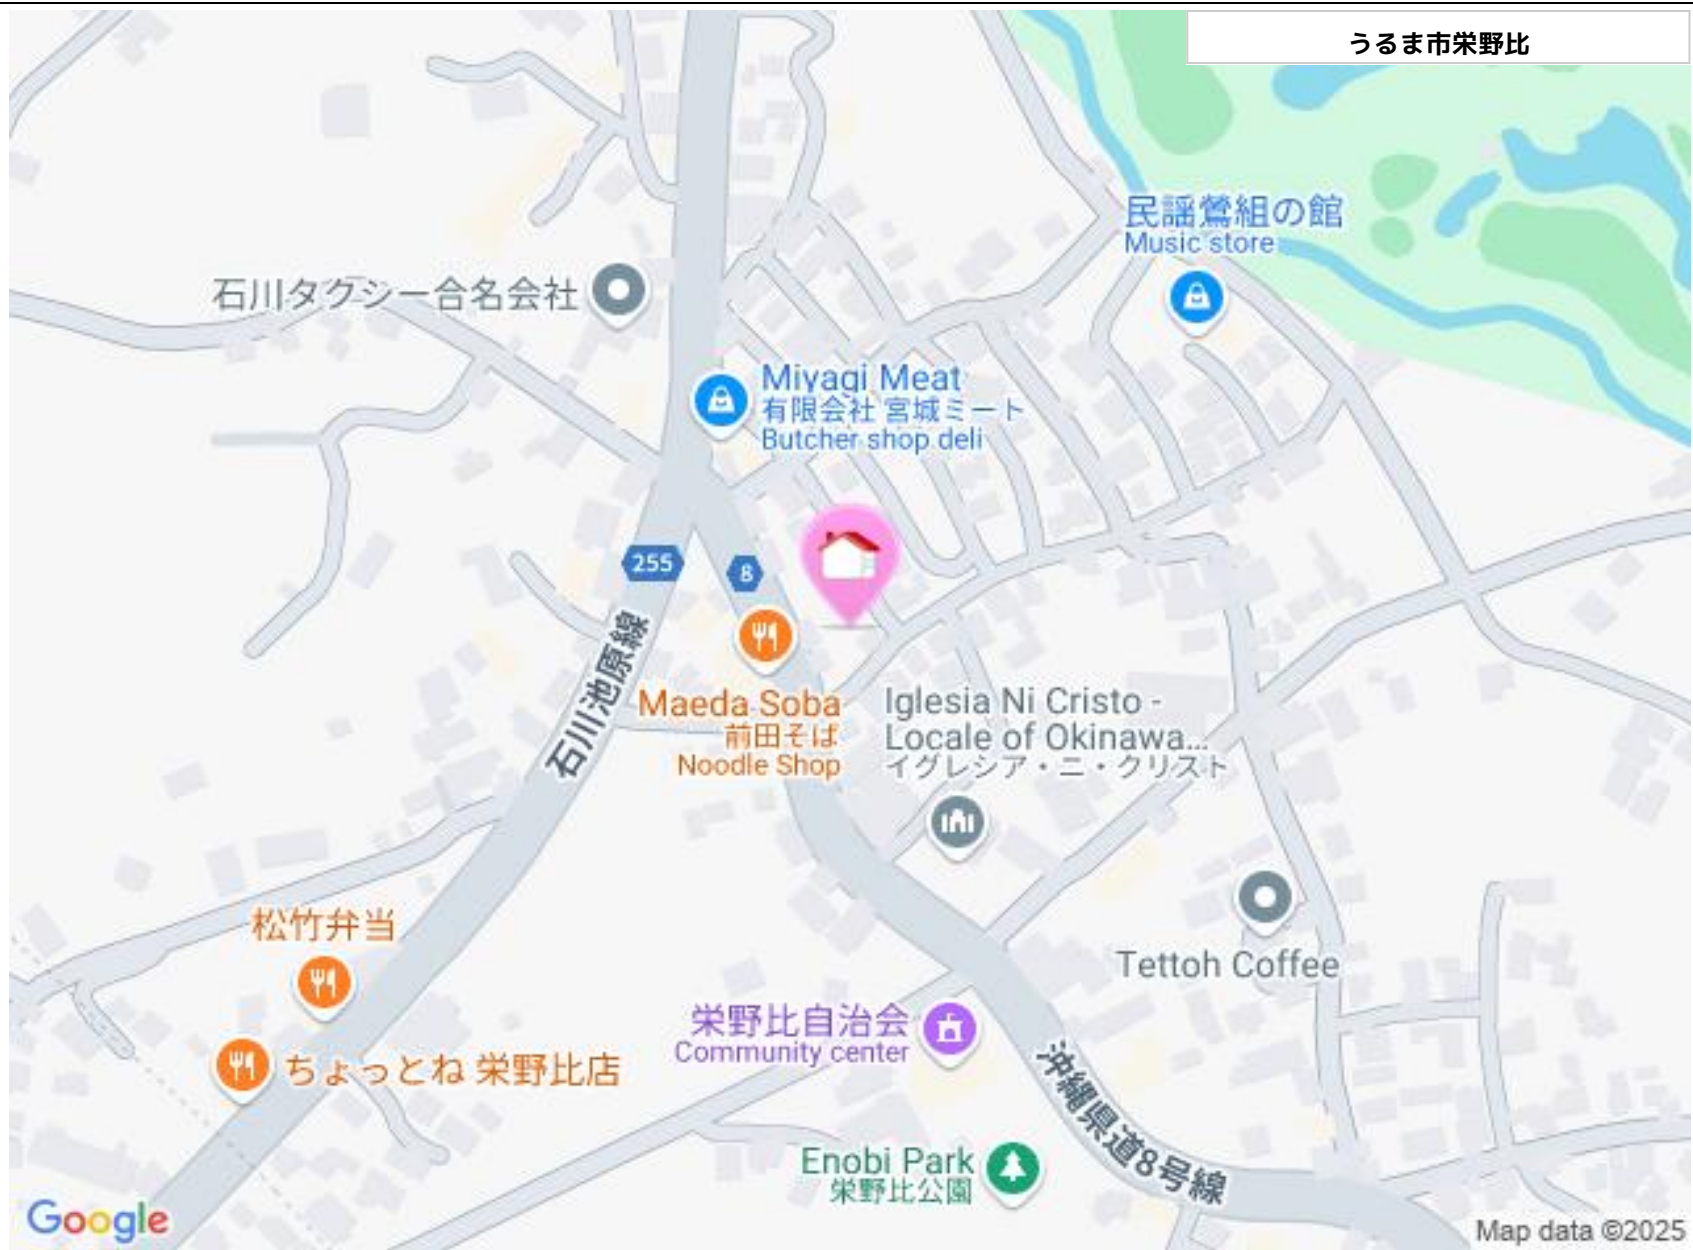 うるま市栄野比
民謡鶯組の館
Music store
石川タクシー合名会社
Miyagi Meat
有限会社 宮城ミート
Butcher shop deli
255
8
石川池原線
Maeda Soba
前田そば
Noodle Shop
Iglesia Ni Cristo -
Locale of Okinawa...
イグレシア・ニ・クリスト
松竹弁当
Tettoh Coffee
栄野比自治会
Community center
ちょっとね 栄野比店
沖縄県道8号線
Enobi Park
栄野比公園
Google
Map data ©2025